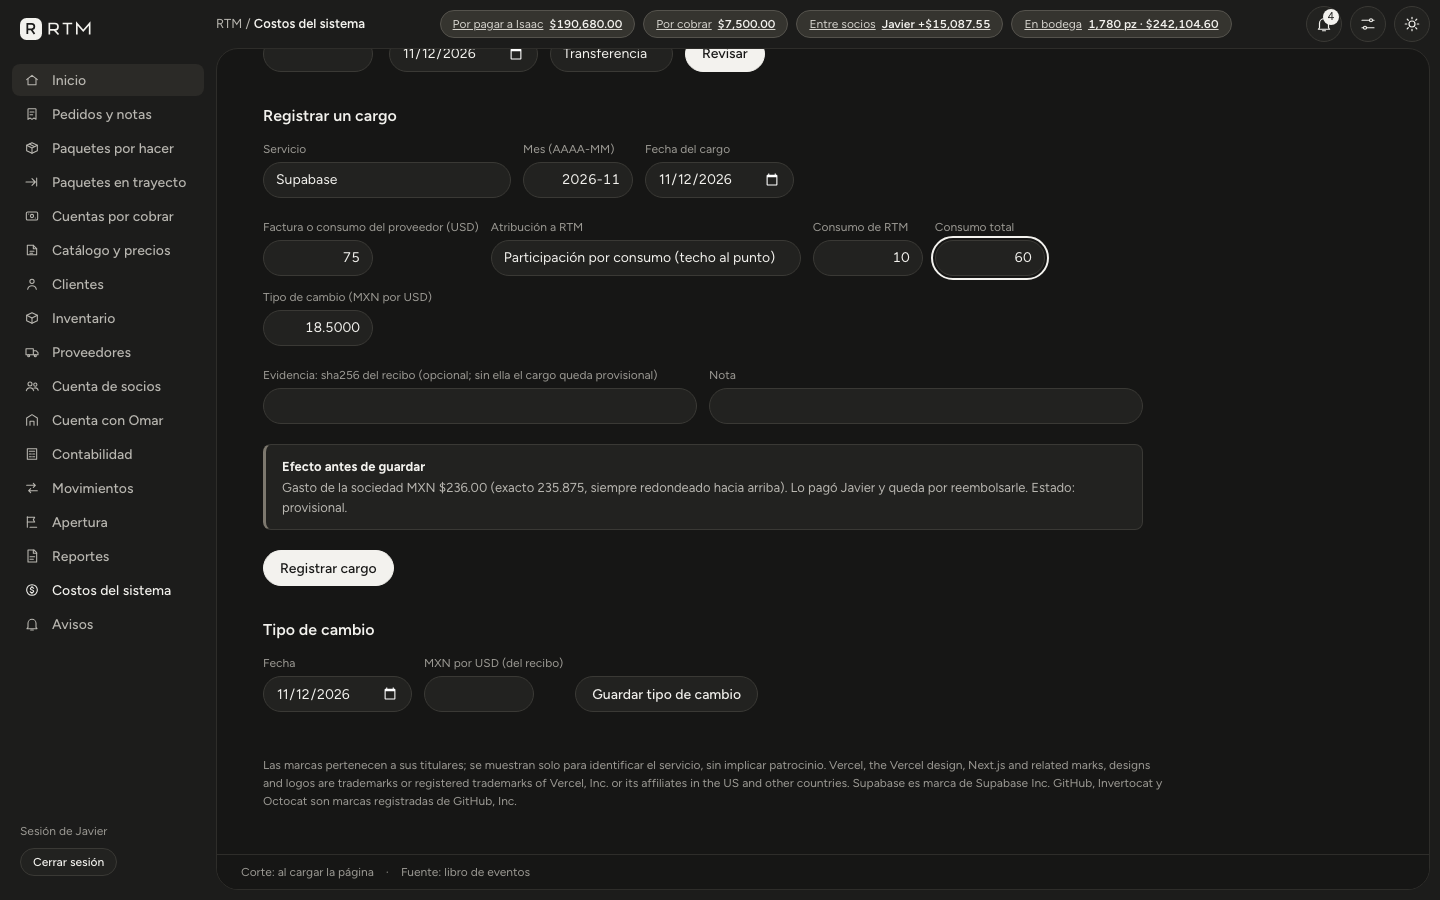 R RTM
RTM / Costos del sistema
Por pagar a Isaac $190,680.00
Por cobrar $7,500.00
Entre socios Javier +$15,087.55
En bodega 1,780 pz · $242,104.60
4
Inicio
Pedidos y notas
Paquetes por hacer
Paquetes en trayecto
Cuentas por cobrar
Catálogo y precios
Clientes
Inventario
Proveedores
Cuenta de socios
Cuenta con Omar
Contabilidad
Movimientos
Apertura
Reportes
Costos del sistema
Avisos
Sesión de Javier
Cerrar sesión
11/12/2026 Transferencia Revisar
Registrar un cargo
Servicio Mes (AAAA-MM) Fecha del cargo
Supabase 2026-11 11/12/2026
Factura o consumo del proveedor (USD) Atribución a RTM Consumo de RTM Consumo total
75 Participación por consumo (techo al punto) 10 60
Tipo de cambio (MXN por USD)
18.5000
Evidencia: sha256 del recibo (opcional; sin ella el cargo queda provisional) Nota
Efecto antes de guardar
Gasto de la sociedad MXN $236.00 (exacto 235.875, siempre redondeado hacia arriba). Lo pagó Javier y queda por reembolsarle. Estado:
provisional.
Registrar cargo
Tipo de cambio
Fecha MXN por USD (del recibo)
11/12/2026 Guardar tipo de cambio
Las marcas pertenecen a sus titulares; se muestran solo para identificar el servicio, sin implicar patrocinio. Vercel, the Vercel design, Next.js and related marks, designs
and logos are trademarks or registered trademarks of Vercel, Inc. or its affiliates in the US and other countries. Supabase es marca de Supabase Inc. GitHub, Invertocat y
Octocat son marcas registradas de GitHub, Inc.
Corte: al cargar la página · Fuente: libro de eventos